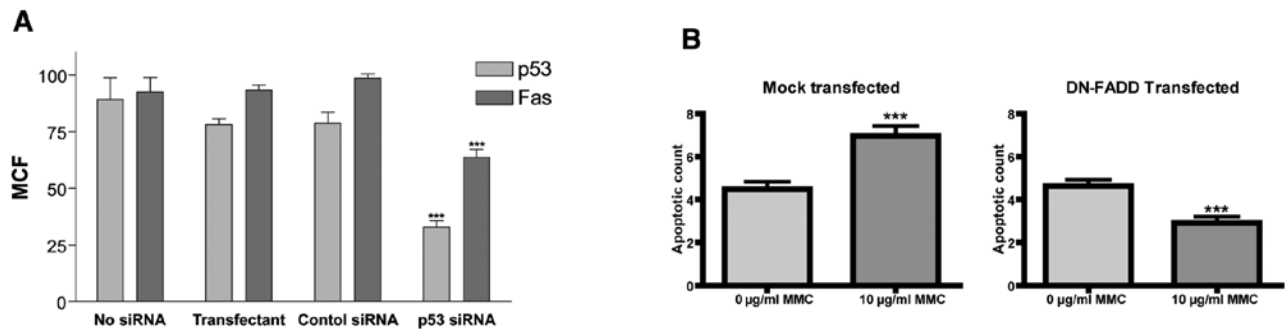 A
MCF
100
75
50
25
0
p53
Fas
***
***
No siRNA
Transfectant
Contol siRNA
p53 siRNA
B
Mock transfected
Apoptotic count
8
6
4
2
0
***
0 µg/ml MMC
10 µg/ml MMC
DN-FADD Transfected
Apoptotic count
8
6
4
2
0
***
0 µg/ml MMC
10 µg/ml MMC